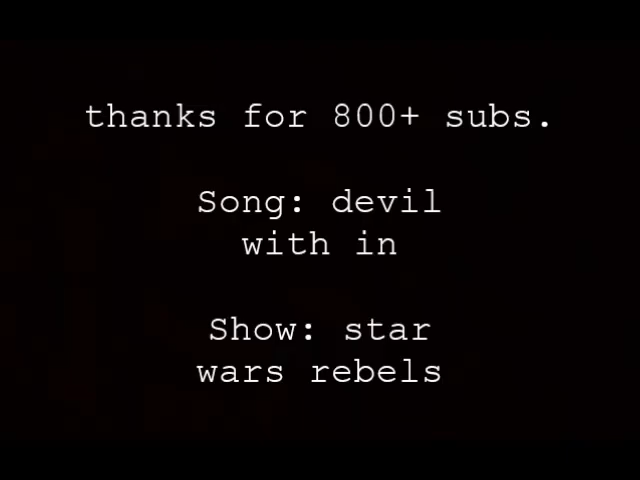 thanks for 800+ subs.
Song: devil
with in
Show: star
wars rebels